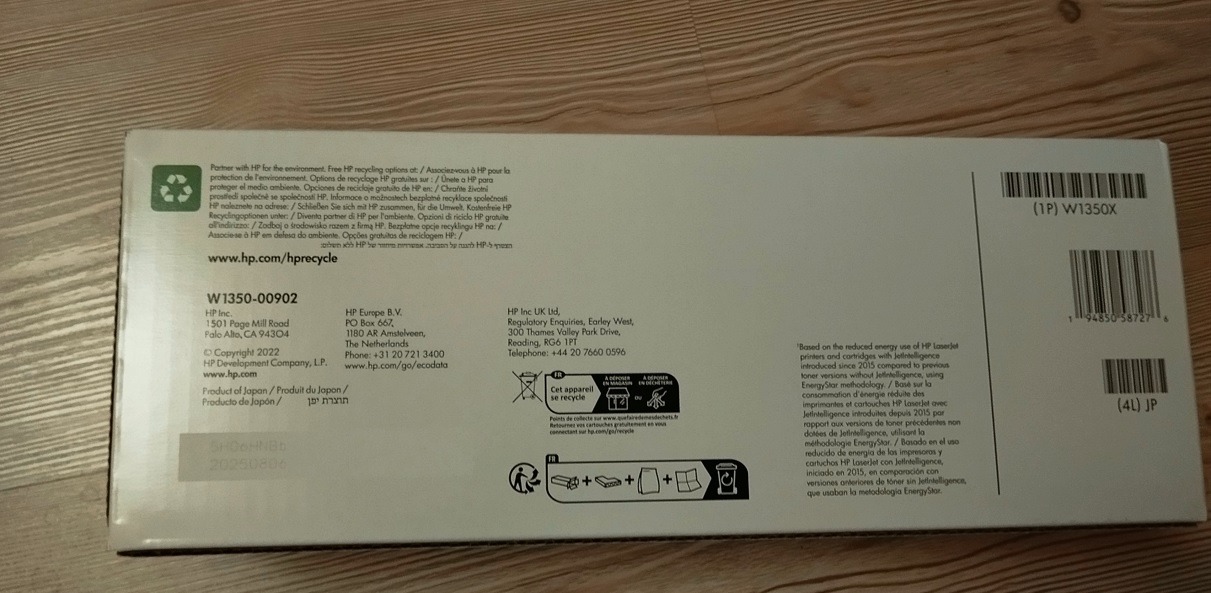 Partner with HP for the environment. Free HP recycling options at: / Associez-vous à HP pour la
protection de l'environnement. Options de recyclage HP gratuites sur : / Únete a HP para
proteger el medio ambiente. Opciones de reciclaje gratuito de HP en: / Chraňte životní
prostředí společně se společností HP. Informace o možnostech bezplatné recyklace společnosti
HP naleznete na adrese: / Schließen Sie sich mit HP zusammen, für die Umwelt. Kostenfreie HP
Recyclingoptionen unter: / Diventa partner di HP per l'ambiente. Opzioni di riciclo HP gratuite
all'indirizzo: / Zadbaj o środowisko razem z firmą HP. Bezpłatne opcje recyklingu HP na: /
Associe-se à HP em defesa do ambiente. Opções gratuitas de reciclagem HP: /
www.hp.com/hprecycle
W1350-00902
HP Inc.
1501 Page Mill Road
Palo Alto, CA 94304
© Copyright 2022
HP Development Company, L.P.
www.hp.com
Product of Japan / Produit du Japon /
Producto de Japón / תוצרת יפן
20250806
HP Europe B.V.
PO Box 667,
1180 AR Amstelveen,
The Netherlands
Phone: +31 20 721 3400
www.hp.com/go/ecodata
HP Inc UK Ltd,
Regulatory Enquiries, Earley West,
300 Thames Valley Park Drive,
Reading, RG6 1PT
Telephone: +44 20 7660 0596
FR
Cet appareil
se recycle
À DÉPOSER
EN MAGASIN
OU
À DÉPOSER
EN DÉCHÈTERIE
Points de collecte sur www.quefairedemesdechets.fr
Retournez vos cartouches gratuitement en vous
connectant sur hp.com/go/recycle
FR
¹Based on the reduced energy use of HP LaserJet
printers and cartridges with JetIntelligence
introduced since 2015 compared to previous
toner versions without JetIntelligence, using
EnergyStar methodology. / Basé sur la
consommation d'énergie réduite des
imprimantes et cartouches HP LaserJet avec
JetIntelligence introduites depuis 2015 par
rapport aux versions de toner précédentes non
dotées de JetIntelligence, utilisant la
méthodologie EnergyStar. / Basado en el uso
reducido de energía de las impresoras y
cartuchos HP LaserJet con JetIntelligence,
iniciado en 2015, en comparación con
versiones anteriores de tóner sin JetIntelligence,
que usaban la metodología EnergyStar.
(1P) W1350X
1 94850 58727 6
(4L) JP